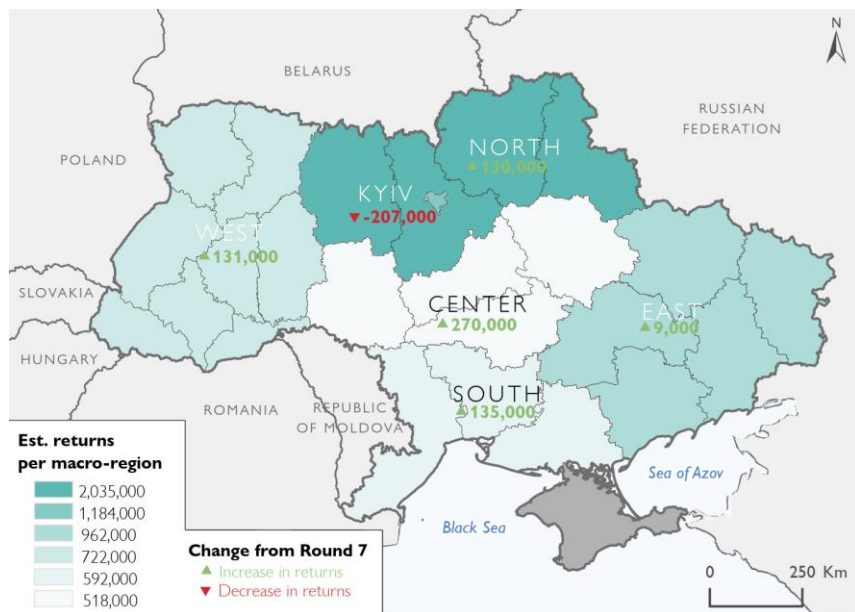 N
BELARUS
RUSSIAN
FEDERATION
POLAND
NORTH
▲ 130,000
KYIV
▼ -207,000
WEST
▲ 131,000
SLOVAKIA
CENTER
▲ 270,000
EAST
▲ 9,000
HUNGARY
SOUTH
▲ 135,000
ROMANIA
REPUBLIC
OF MOLDOVA
Sea of Azov
Black Sea
Est. returns
per macro-region
2,035,000
1,184,000
962,000
722,000
592,000
518,000
Change from Round 7
▲ Increase in returns
▼ Decrease in returns
0 250 Km